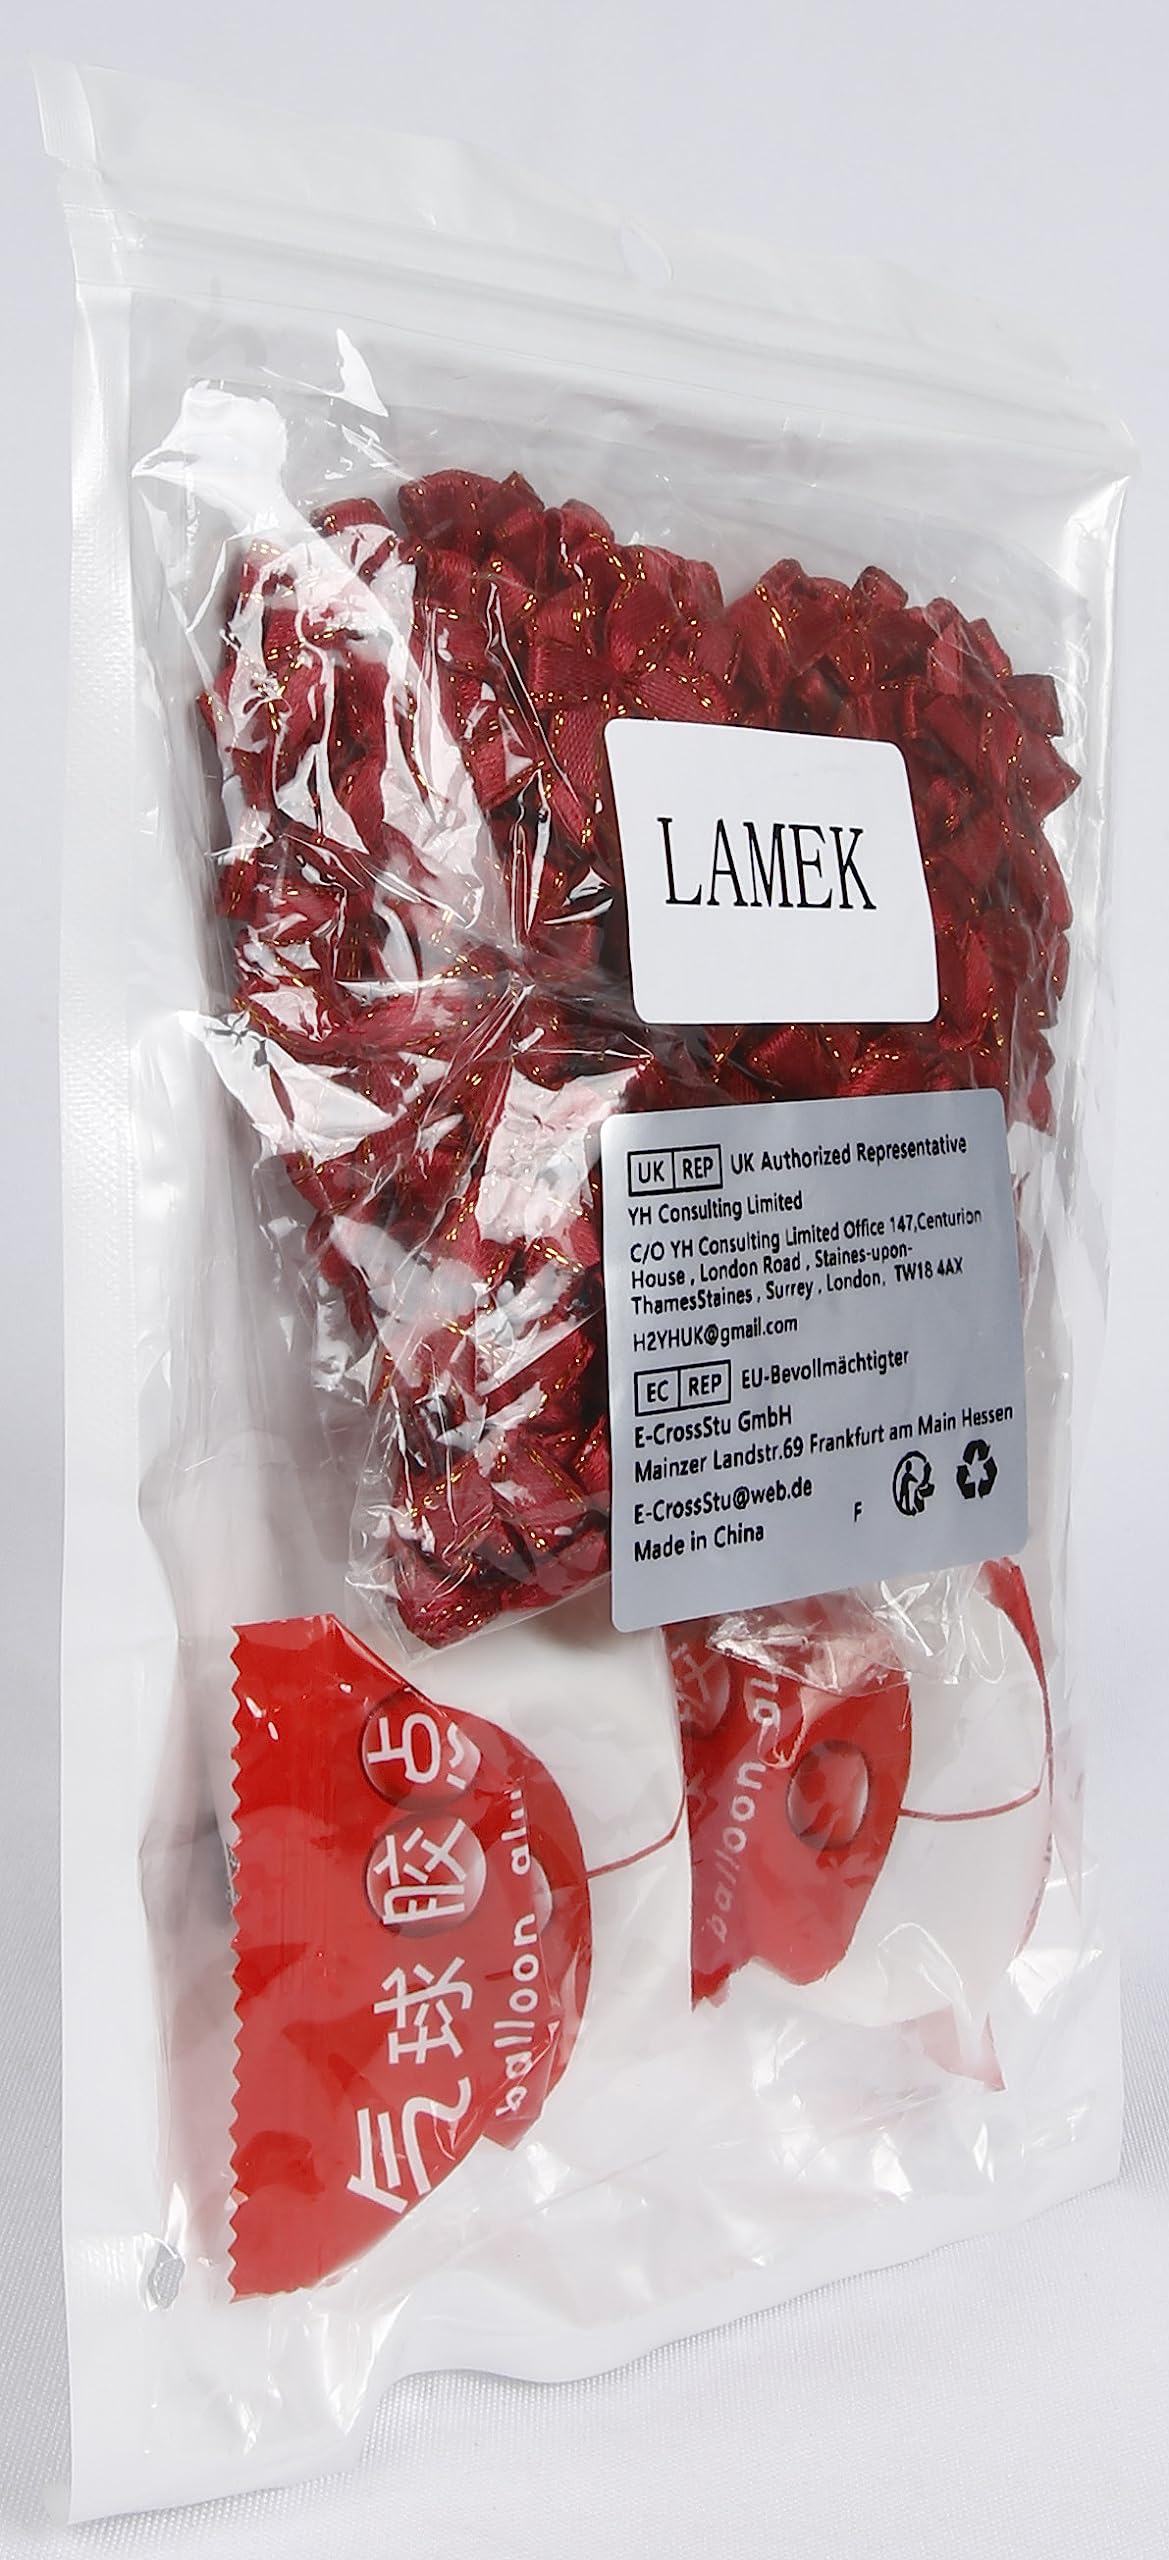 LAMEK
UK REP UK Authorized Representative
YH Consulting Limited
C/O YH Consulting Limited Office 147,Centurion
House , London Road , Staines-upon-
ThamesStaines , Surrey , London, TW18 4AX
H2YHUK@gmail.com
EC REP EU-Bevollmächtigter
E-CrossStu GmbH
Mainzer Landstr.69 Frankfurt am Main Hessen
E-CrossStu@web.de
F
Made in China
气球胶点
balloon
balloon